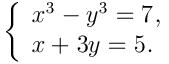 x³ − y³ = 7,
x + 3y = 5.